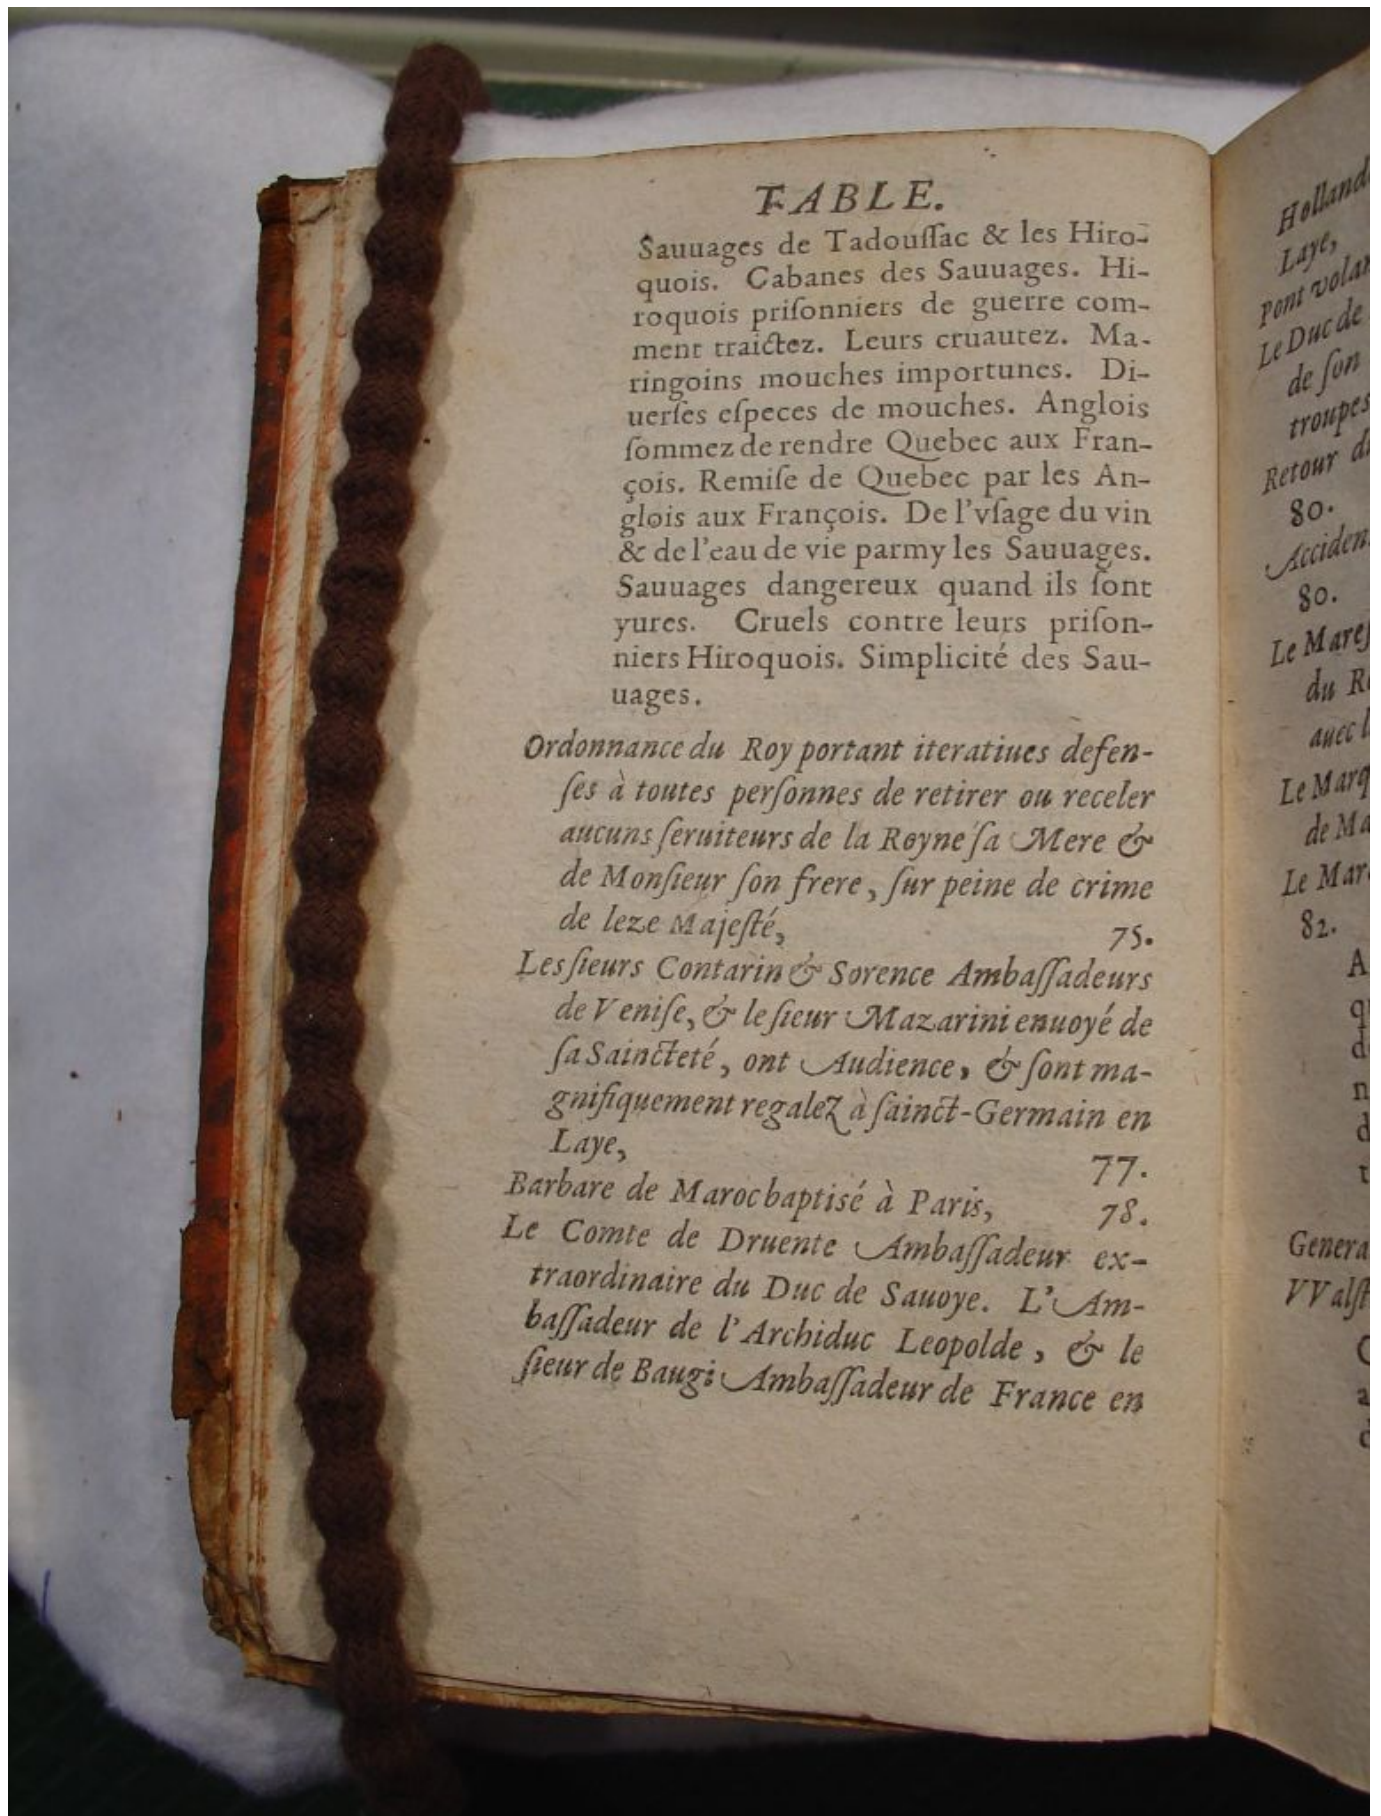 TABLE.
Sauuages de Tadouſſac & les Hiro-
quois. Cabanes des Sauuages. Hi-
roquois priſonniers de guerre com-
ment traictez. Leurs cruautez. Ma-
ringoins mouches importunes. Di-
uerſes eſpeces de mouches. Anglois
ſommez de rendre Quebec aux Fran-
çois. Remiſe de Quebec par les An-
glois aux François. De l'vſage du vin
& de l'eau de vie parmy les Sauuages.
Sauuages dangereux quand ils ſont
yures. Cruels contre leurs priſon-
niers Hiroquois. Simplicité des Sau-
uages.
Ordonnance du Roy portant iteratiues defen-
ſes à toutes perſonnes de retirer ou receler
aucuns ſeruiteurs de la Royne ſa Mere &
de Monſieur ſon frere, ſur peine de crime
de leze Majeſté, 75.
Les ſieurs Contarin & Sorence Ambaſſadeurs
de Veniſe, & le ſieur Mazarini enuoyé de
ſa Saincteté, ont Audience, & ſont ma-
gnifiquement regalez à ſainct-Germain en
Laye, 77.
Barbare de Maroc baptisé à Paris, 78.
Le Comte de Druente Ambaſſadeur ex-
traordinaire du Duc de Sauoye. L'Am-
baſſadeur de l'Archiduc Leopolde, & le
ſieur de Baugi Ambaſſadeur de France en
Laye,
Pont
Le Duc de
de ſon
troupes
Retour
80.
80.
Le
du
Le
de
Le
82.